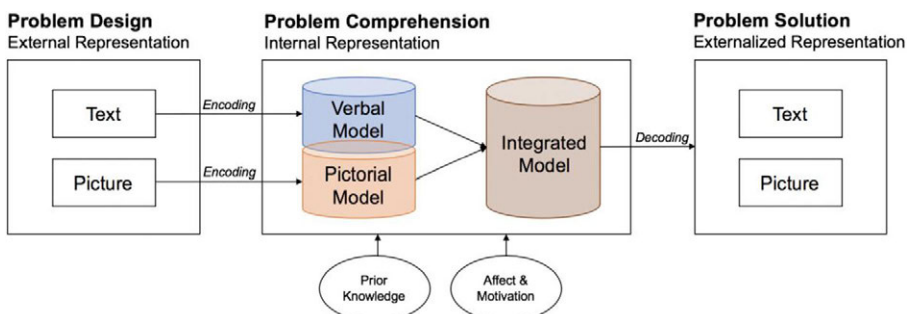 Problem Design
External Representation
Text
Picture
Encoding
Encoding
Problem Comprehension
Internal Representation
Verbal
Model
Pictorial
Model
Integrated
Model
Prior
Knowledge
Affect &
Motivation
Decoding
Problem Solution
Externalized Representation
Text
Picture